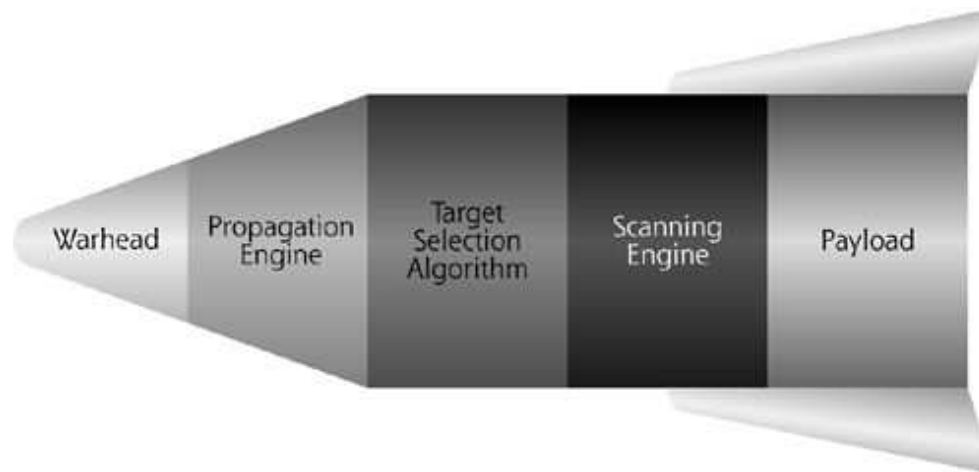 Warhead
Propagation
Engine
Target
Selection
Algorithm
Scanning
Engine
Payload